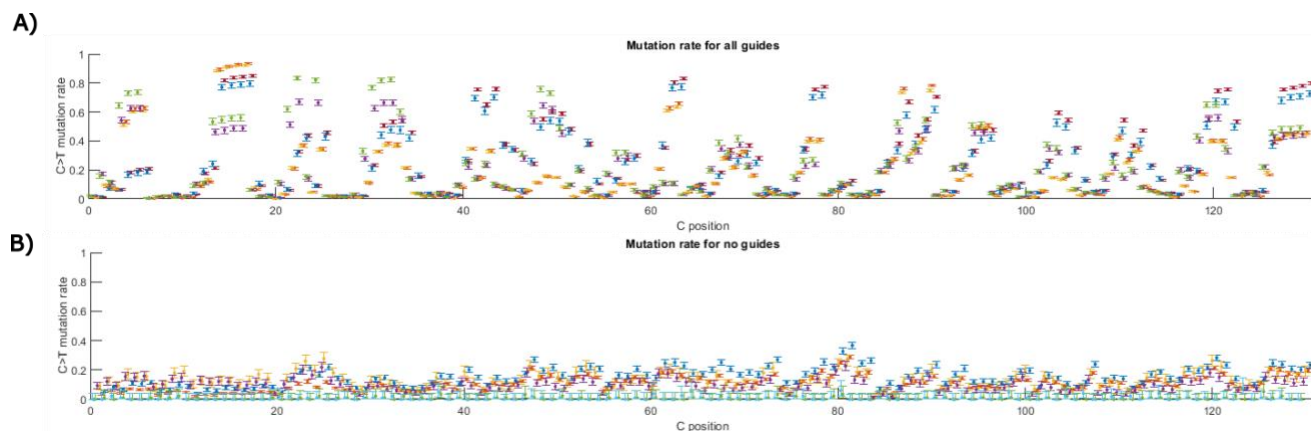 A)
Mutation rate for all guides
C>T mutation rate
1
0.8
0.6
0.4
0.2
0
0 20 40 60 80 100 120
C position
B)
Mutation rate for no guides
C>T mutation rate
1
0.8
0.6
0.4
0.2
0
0 20 40 60 80 100 120
C position